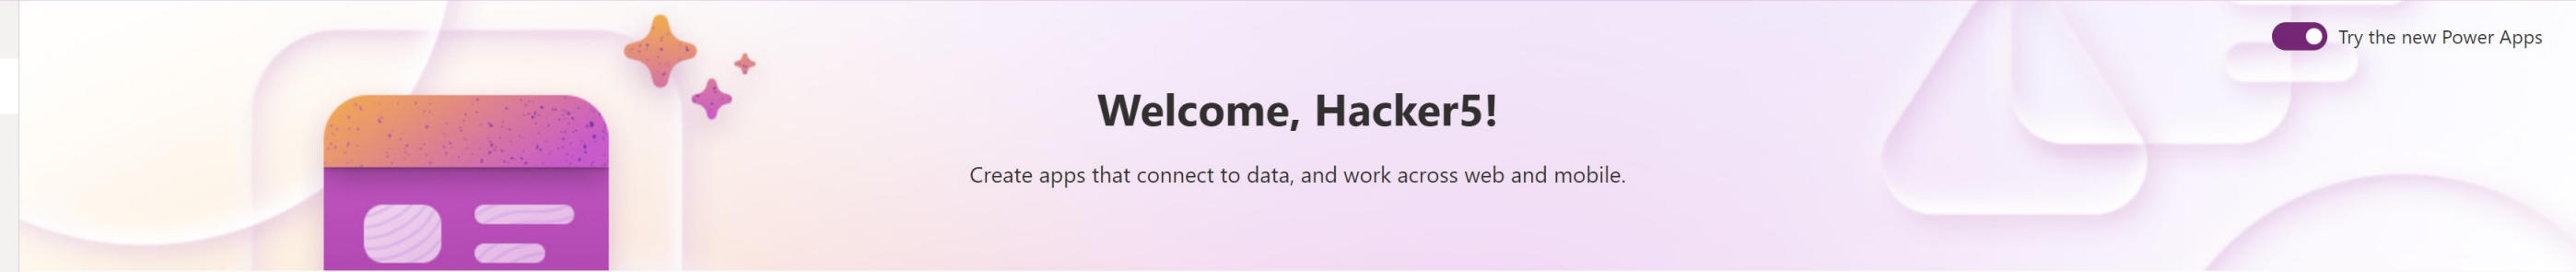 Try the new Power Apps
Welcome, Hacker5!
Create apps that connect to data, and work across web and mobile.